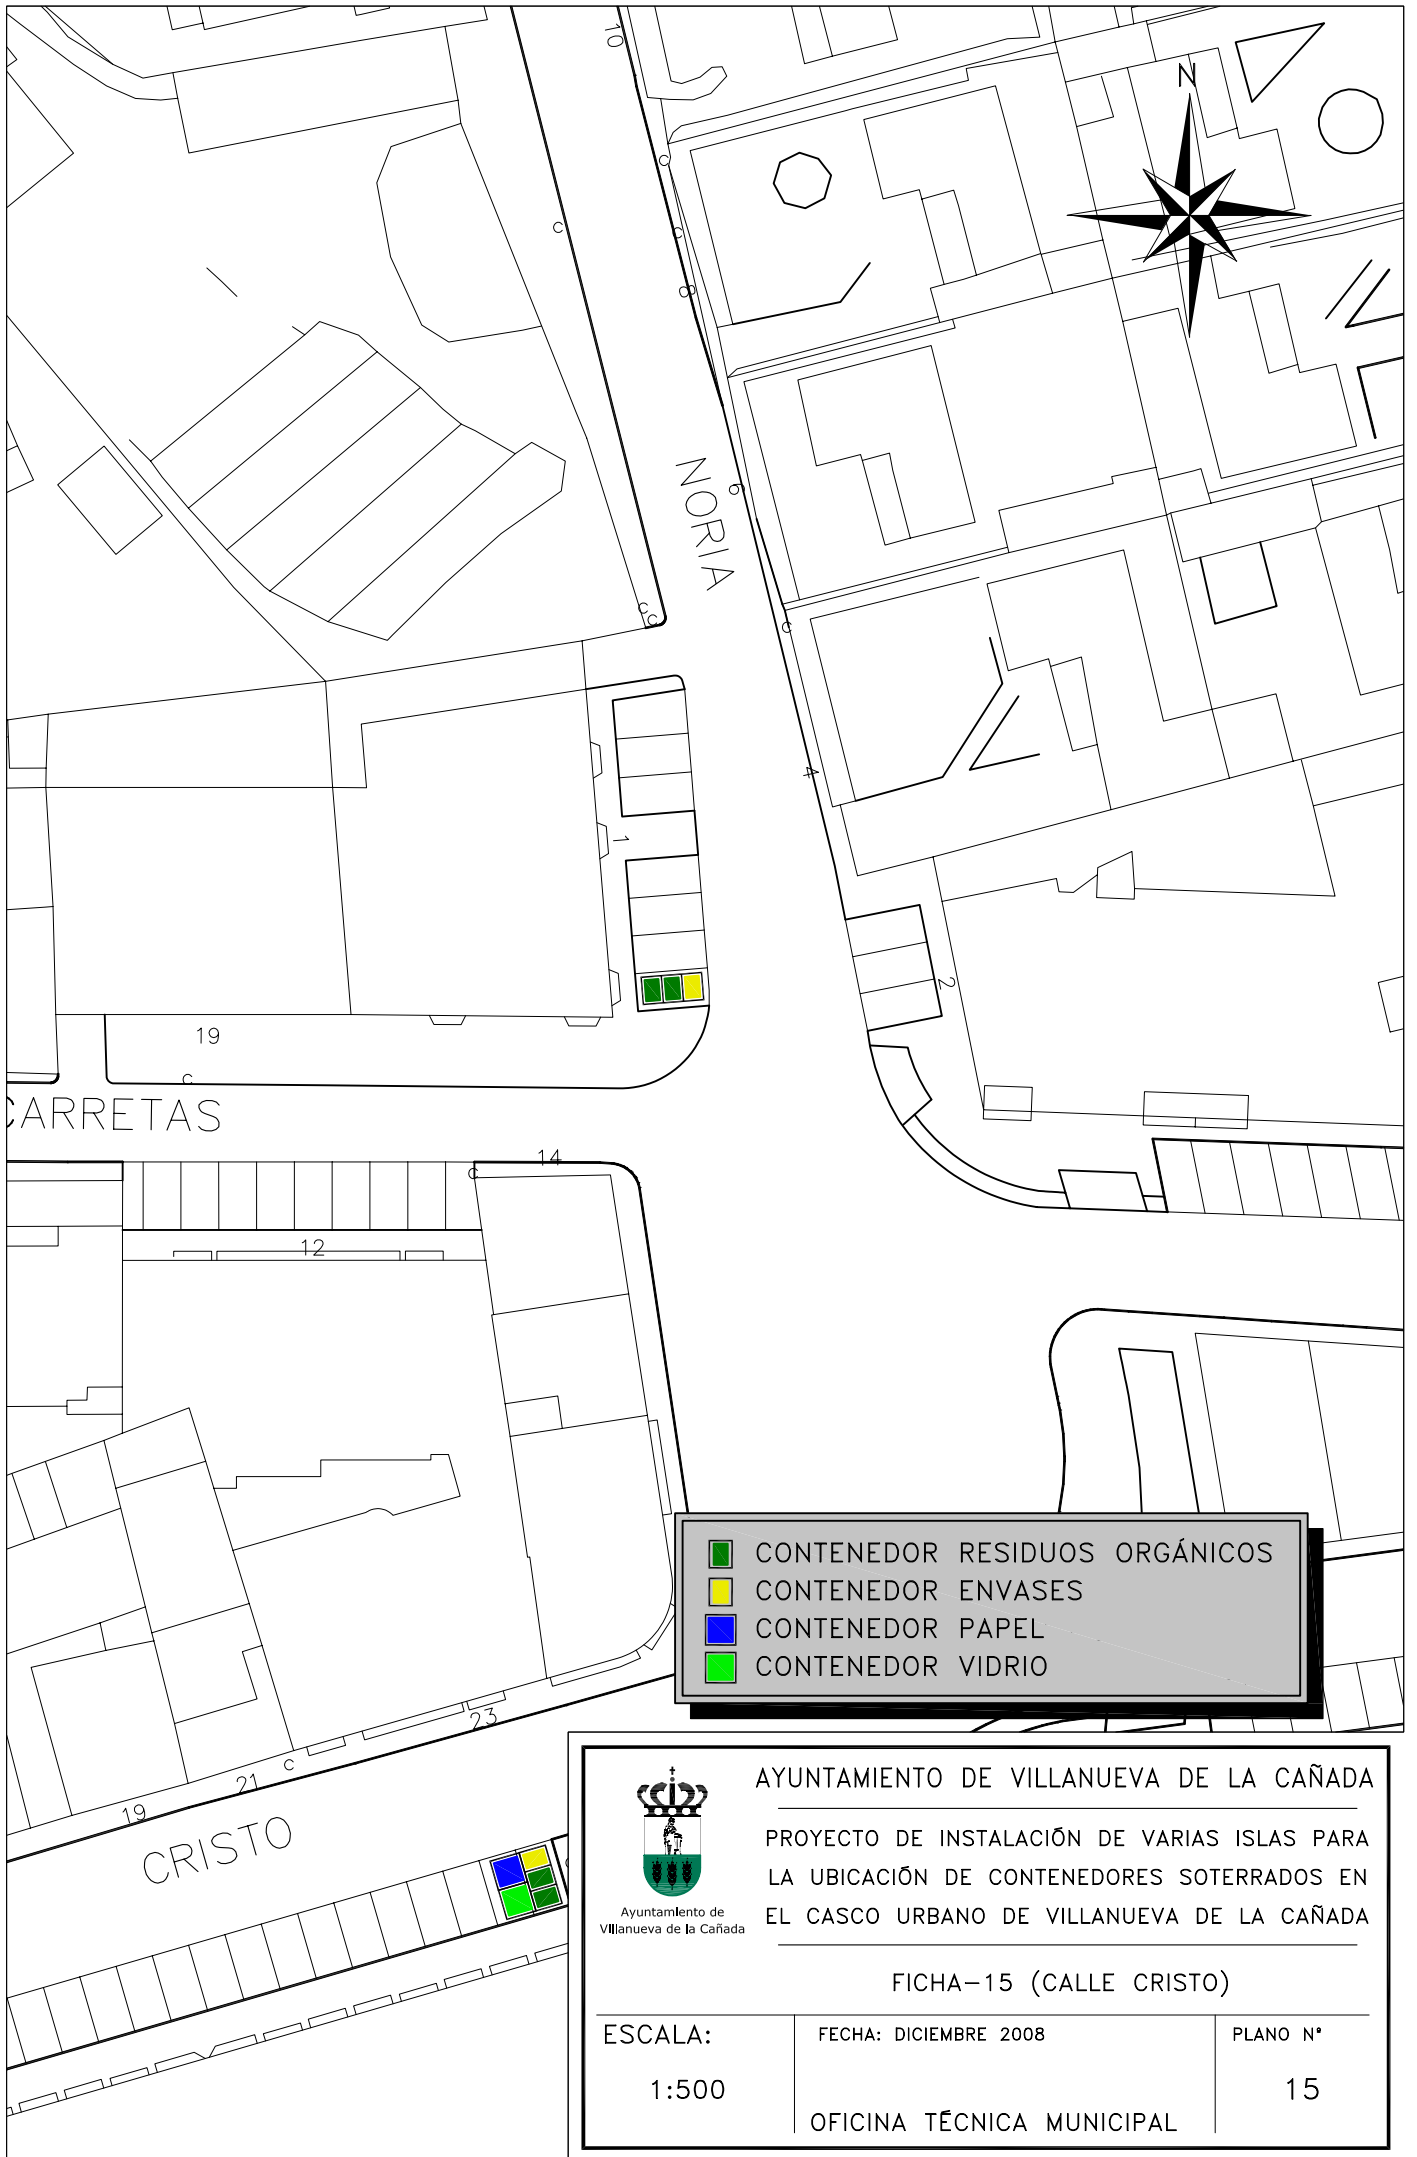 10
N
C
C
C
8
NORIA
6
C
C
C
4
1
2
19
C
CARRETAS
14
C
12
CONTENEDOR RESIDUOS ORGÁNICOS
CONTENEDOR ENVASES
CONTENEDOR PAPEL
CONTENEDOR VIDRIO
23
C
21
19
CRISTO
AYUNTAMIENTO DE VILLANUEVA DE LA CAÑADA
PROYECTO DE INSTALACIÓN DE VARIAS ISLAS PARA
LA UBICACIÓN DE CONTENEDORES SOTERRADOS EN
EL CASCO URBANO DE VILLANUEVA DE LA CAÑADA
Ayuntamiento de
Villanueva de la Cañada
FICHA-15 (CALLE CRISTO)
ESCALA:
1:500
FECHA: DICIEMBRE 2008
OFICINA TÉCNICA MUNICIPAL
PLANO Nº
15